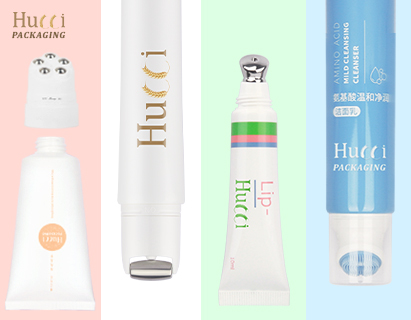 Hucci
PACKAGING
Hucci
Lip-
Hucci
AMINO ACID
MILD CLEANSING
CLEANSER
氨基酸温和净润
洁面乳
Hucci
PACKAGING